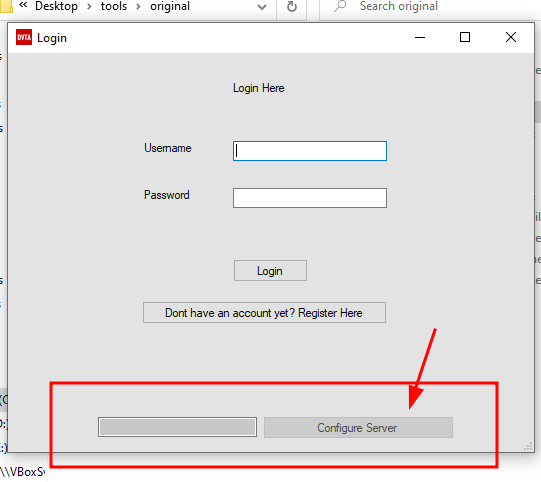 Desktop > tools > original
Search original
DVTA Login
Login Here
Username
Password
Login
Dont have an account yet? Register Here
Configure Server
\\VBoxSv